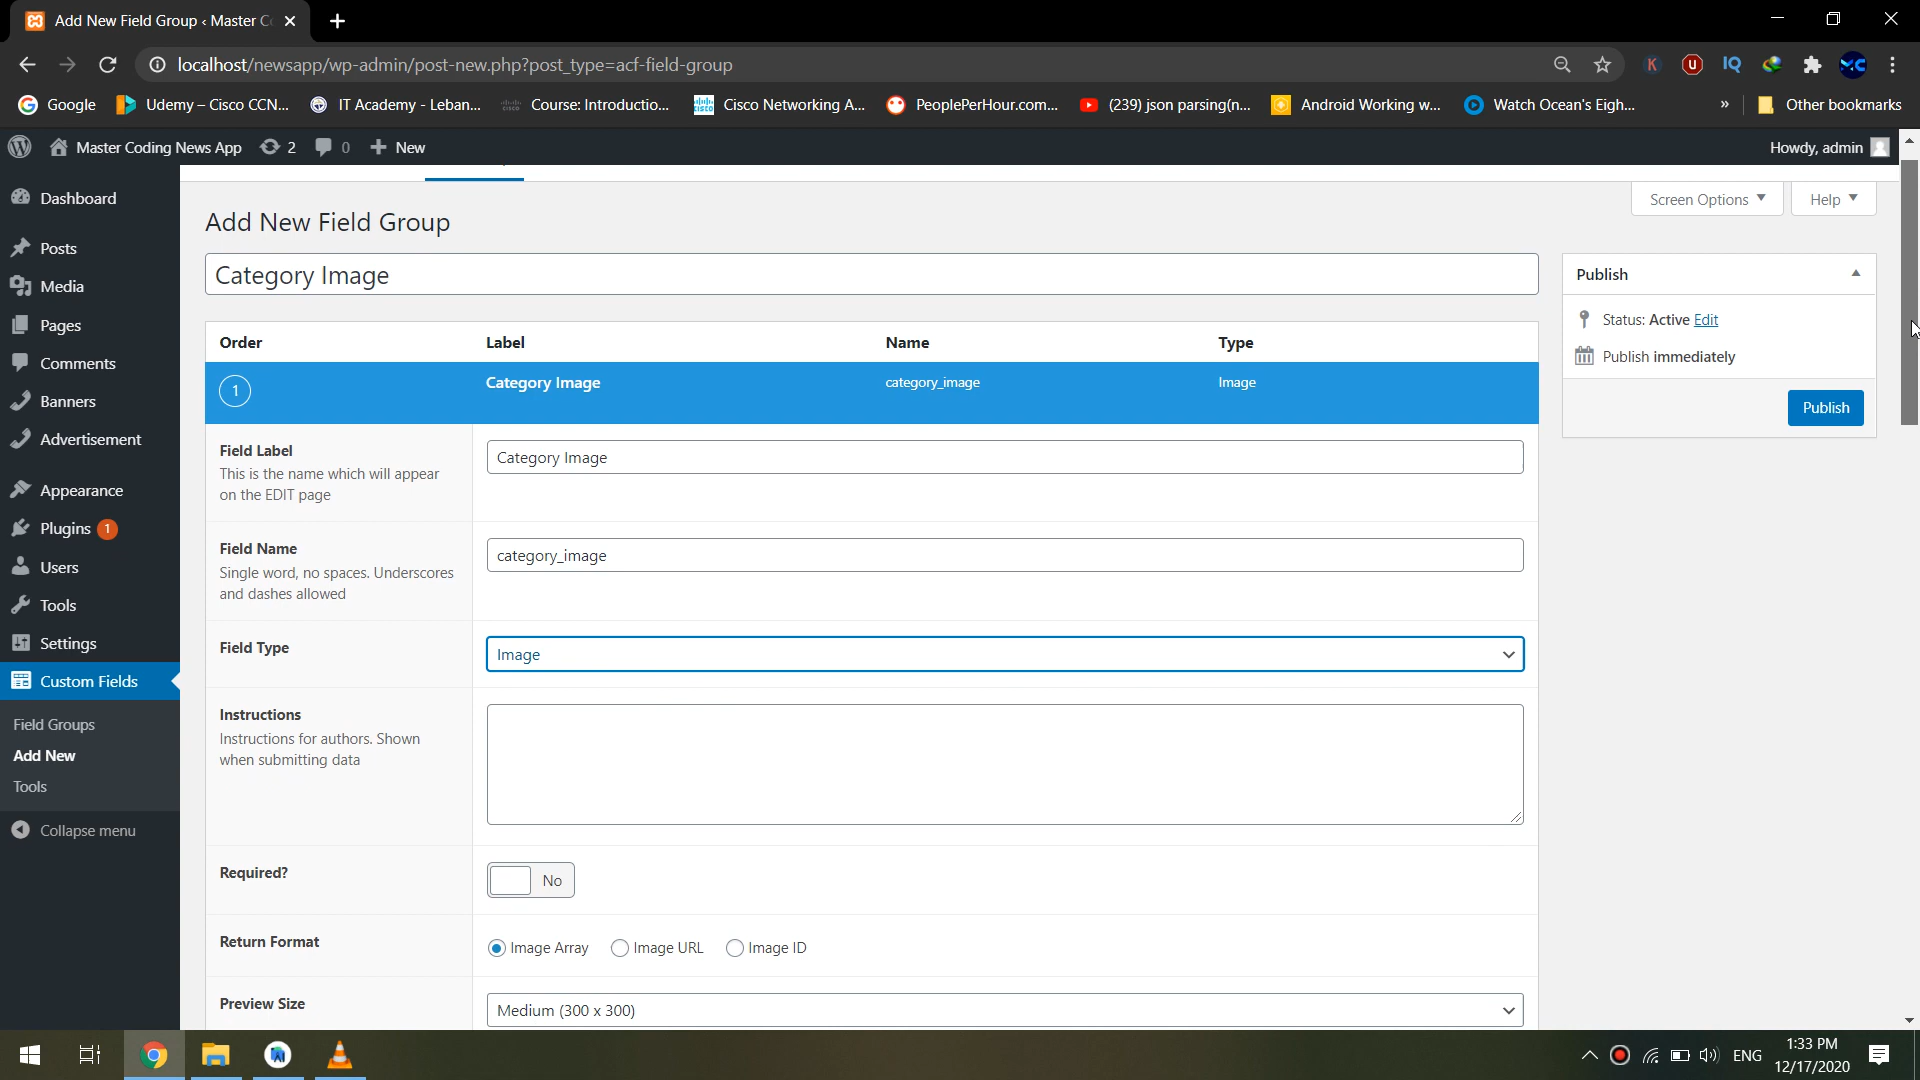 Add New Field Group ‹ Master C
localhost/newsapp/wp-admin/post-new.php?post_type=acf-field-group
K
U
IQ
Google
Udemy – Cisco CCN...
IT Academy - Leban...
Course: Introductio...
Cisco Networking A...
PeoplePerHour.com...
(239) json parsing(n...
Android Working w...
Watch Ocean's Eigh...
»
Other bookmarks
Master Coding News App
2
0
New
Howdy, admin
Dashboard
Posts
Media
Pages
Comments
Banners
Advertisement
Appearance
Plugins 1
Users
Tools
Settings
Custom Fields
Field Groups
Add New
Tools
Collapse menu
Screen Options
Help
Add New Field Group
Category Image
Order Label Name Type
1 Category Image category_image Image
Field Label
This is the name which will appear
on the EDIT page
Category Image
Field Name
Single word, no spaces. Underscores
and dashes allowed
category_image
Field Type
Image
Instructions
Instructions for authors. Shown
when submitting data
Required?
No
Return Format
Image Array Image URL Image ID
Preview Size
Medium (300 x 300)
Publish
Status: Active Edit
Publish immediately
Publish
ENG
1:33 PM
12/17/2020